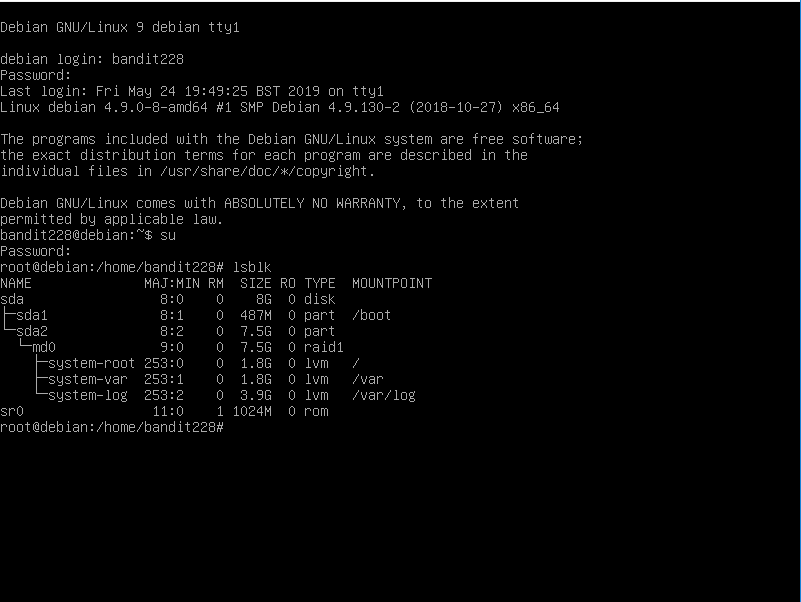 Debian GNU/Linux 9 debian tty1
debian login: bandit228
Password:
Last login: Fri May 24 19:49:25 BST 2019 on tty1
Linux debian 4.9.0-8-amd64 #1 SMP Debian 4.9.130-2 (2018-10-27) x86_64
The programs included with the Debian GNU/Linux system are free software;
the exact distribution terms for each program are described in the
individual files in /usr/share/doc/*/copyright.
Debian GNU/Linux comes with ABSOLUTELY NO WARRANTY, to the extent
permitted by applicable law.
bandit228@debian:~$ su
Password:
root@debian:/home/bandit228# lsblk
NAME              MAJ:MIN RM  SIZE RO TYPE  MOUNTPOINT
sda                 8:0    0    8G  0 disk
├─sda1              8:1    0  487M  0 part  /boot
└─sda2              8:2    0  7.5G  0 part
  └─md0             9:0    0  7.5G  0 raid1
    ├─system-root 253:0    0  1.8G  0 lvm   /
    ├─system-var  253:1    0  1.8G  0 lvm   /var
    └─system-log  253:2    0  3.9G  0 lvm   /var/log
sr0                11:0    1 1024M  0 rom
root@debian:/home/bandit228#